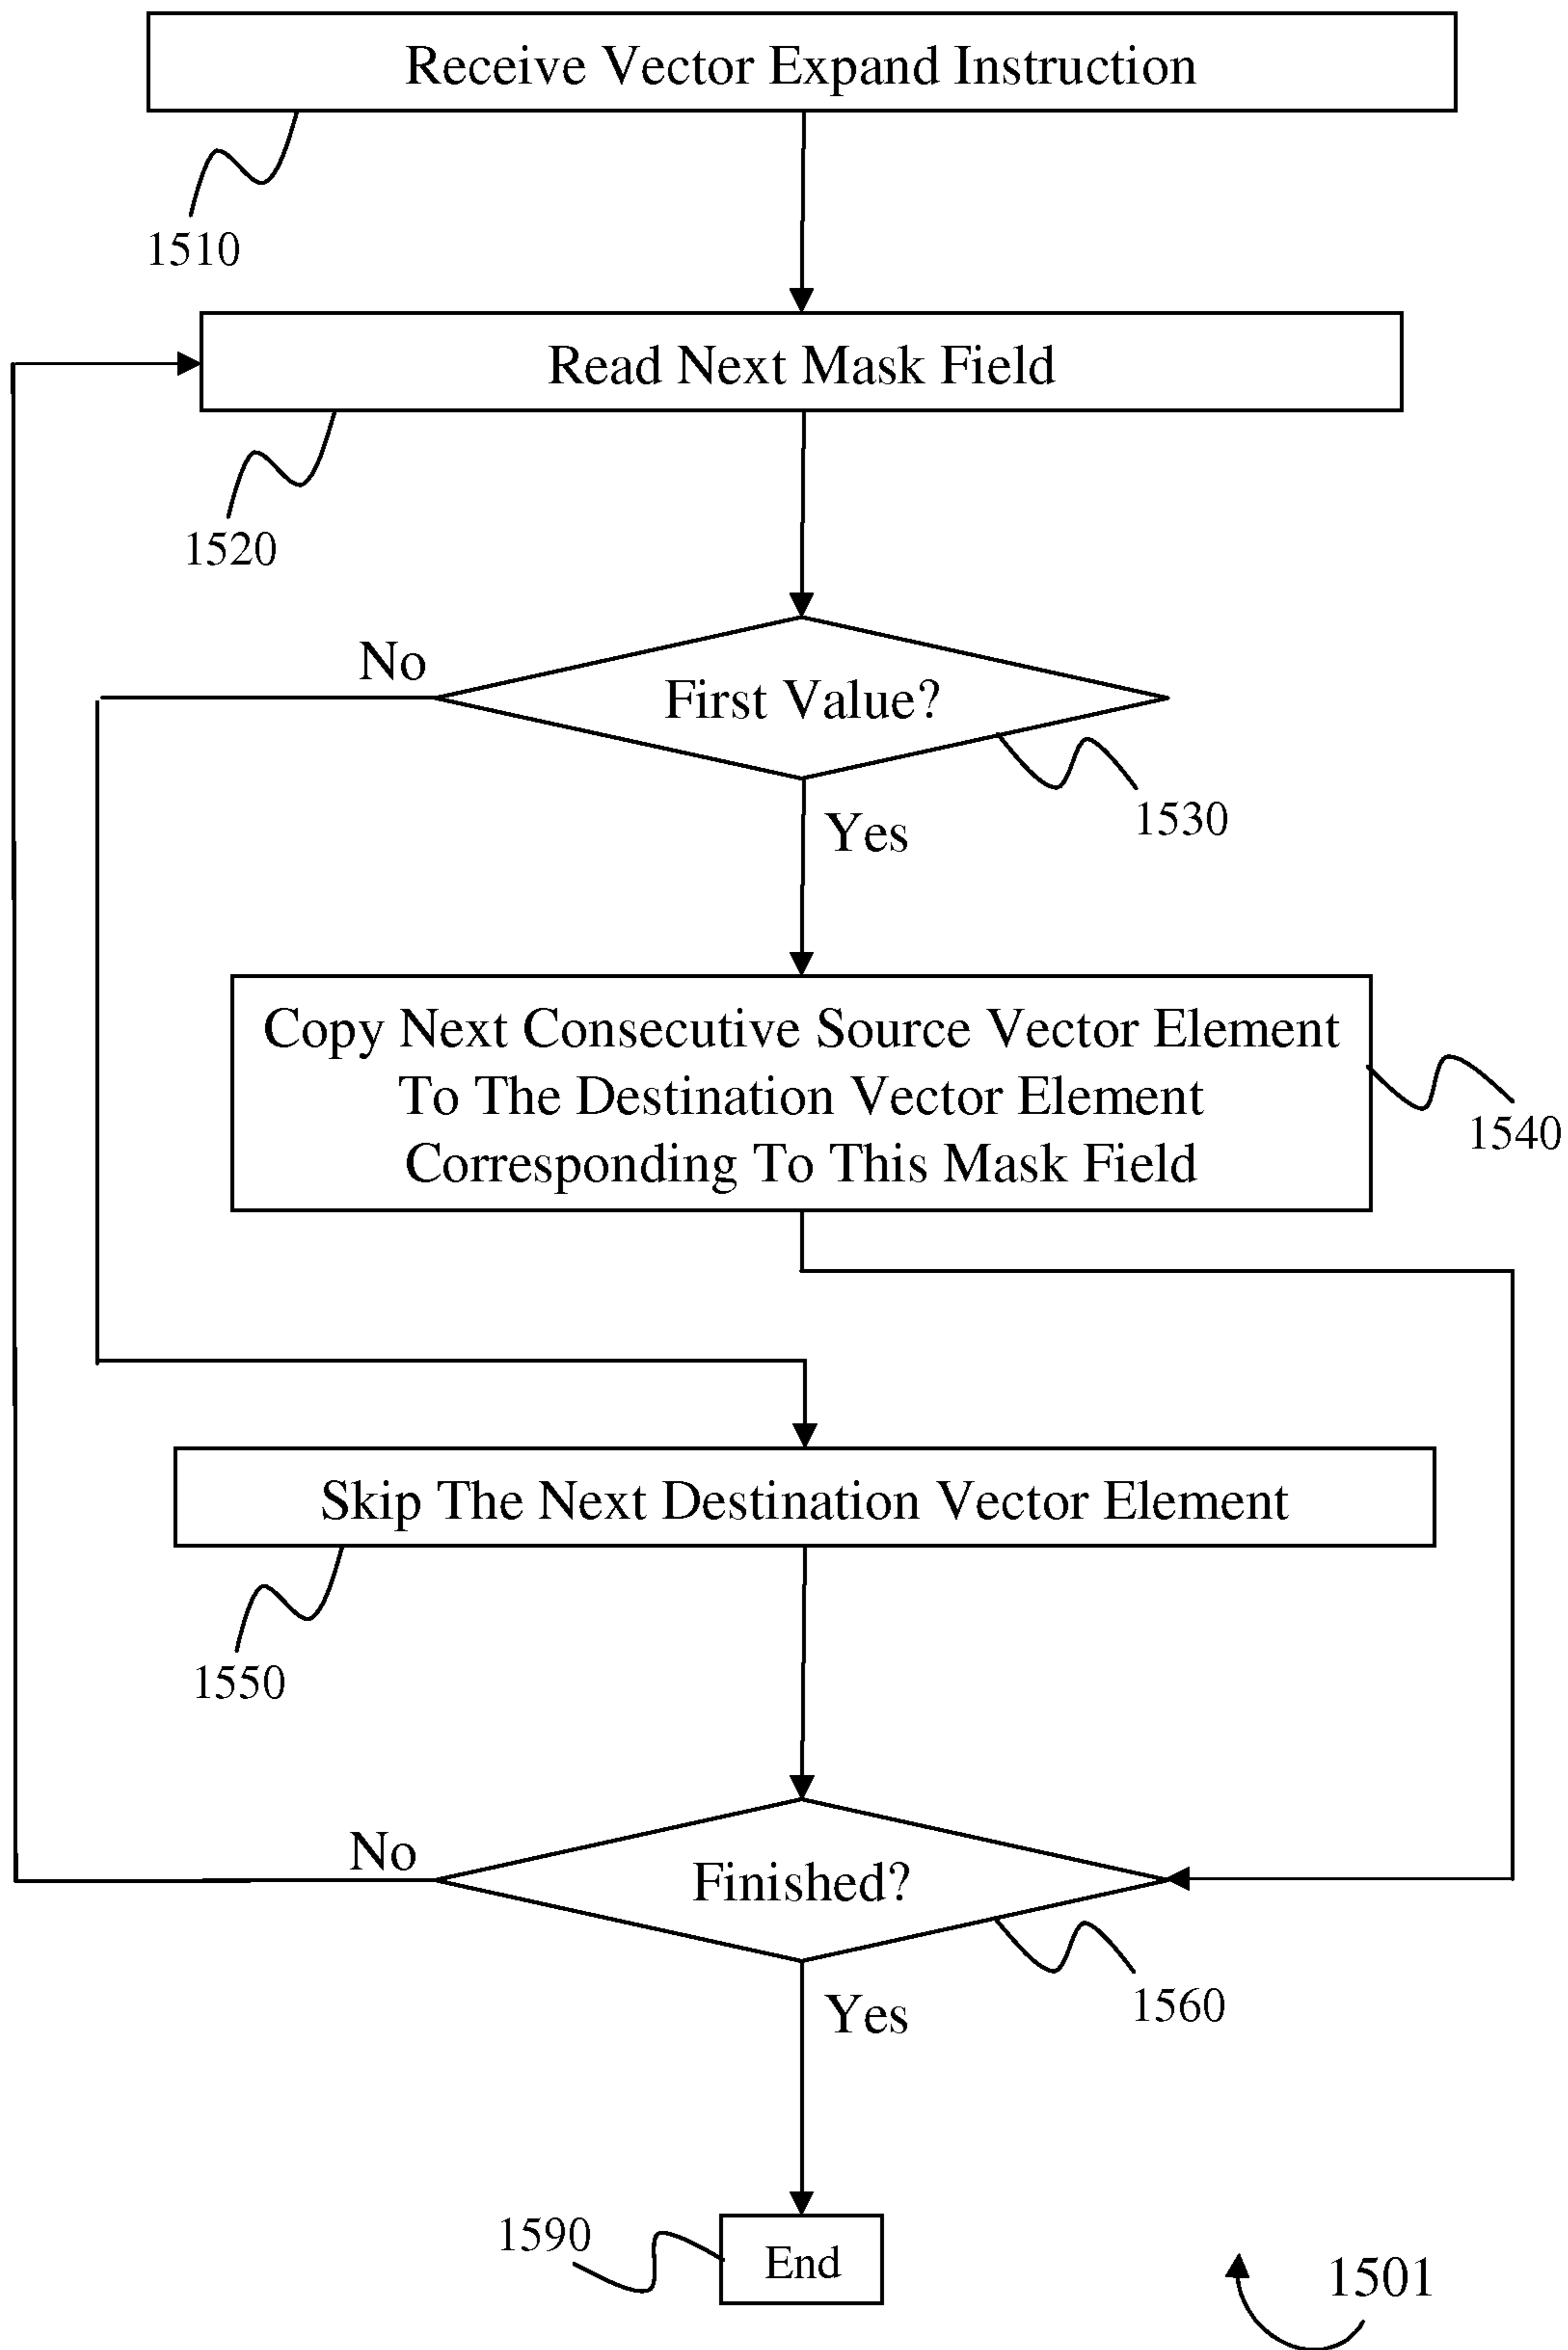 Receive Vector Expand Instruction
1510
Read Next Mask Field
1520
No
First Value?
1530
Yes
Copy Next Consecutive Source Vector Element
To The Destination Vector Element
Corresponding To This Mask Field
1540
Skip The Next Destination Vector Element
1550
No
Finished?
1560
Yes
1590
End
1501